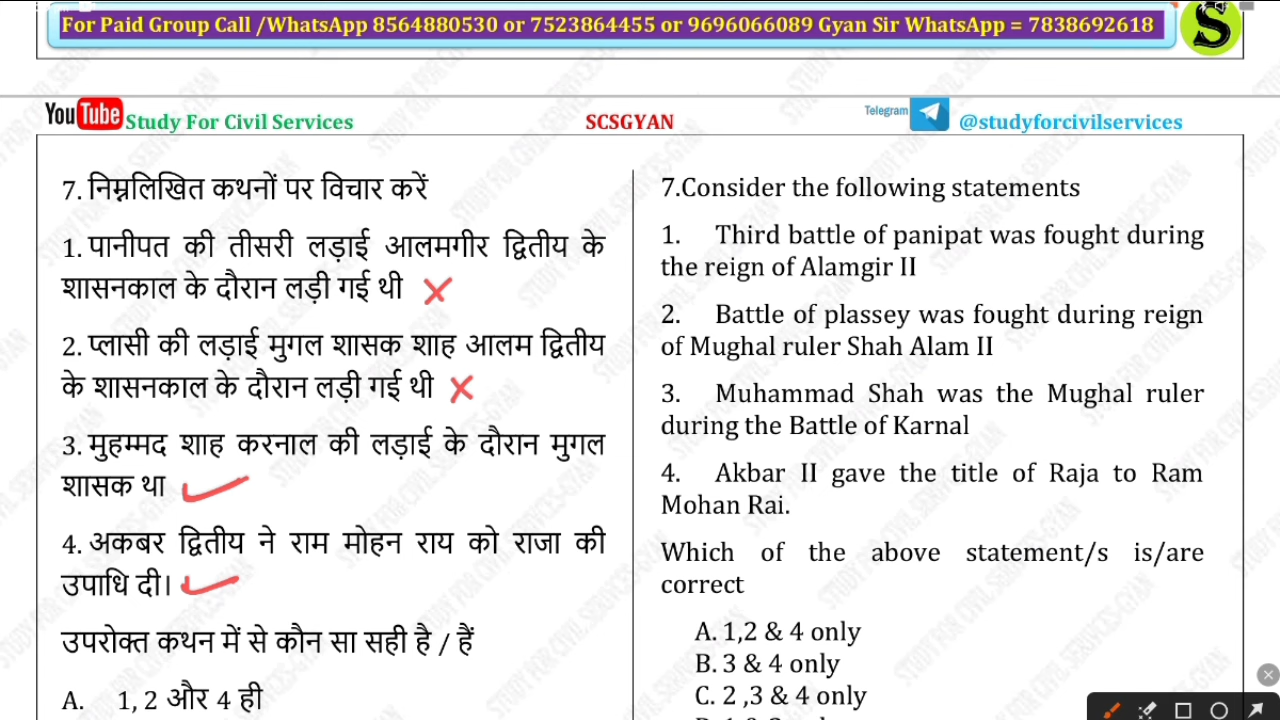 For Paid Group Call /WhatsApp 8564880530 or 7523864455 or 9696066089 Gyan Sir WhatsApp = 7838692618
S
YouTube Study For Civil Services
SCSGYAN
Telegram
@studyforcivilservices
7. निम्नलिखित कथनों पर विचार करें
1. पानीपत की तीसरी लड़ाई आलमगीर द्वितीय के
शासनकाल के दौरान लड़ी गई थी
2. प्लासी की लड़ाई मुगल शासक शाह आलम द्वितीय
के शासनकाल के दौरान लड़ी गई थी
3. मुहम्मद शाह करनाल की लड़ाई के दौरान मुगल
शासक था
4. अकबर द्वितीय ने राम मोहन राय को राजा की
उपाधि दी।
उपरोक्त कथन में से कौन सा सही है / हैं
A. 1, 2 और 4 ही
7.Consider the following statements
1. Third battle of panipat was fought during
the reign of Alamgir II
2. Battle of plassey was fought during reign
of Mughal ruler Shah Alam II
3. Muhammad Shah was the Mughal ruler
during the Battle of Karnal
4. Akbar II gave the title of Raja to Ram
Mohan Rai.
Which of the above statement/s is/are
correct
A. 1,2 & 4 only
B. 3 & 4 only
C. 2 ,3 & 4 only